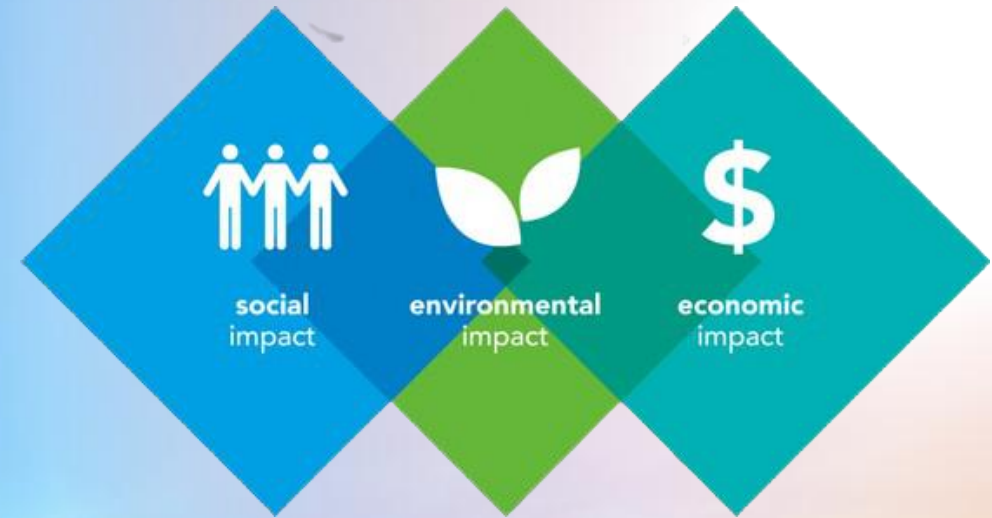 social
impact
environmental
impact
$
economic
impact